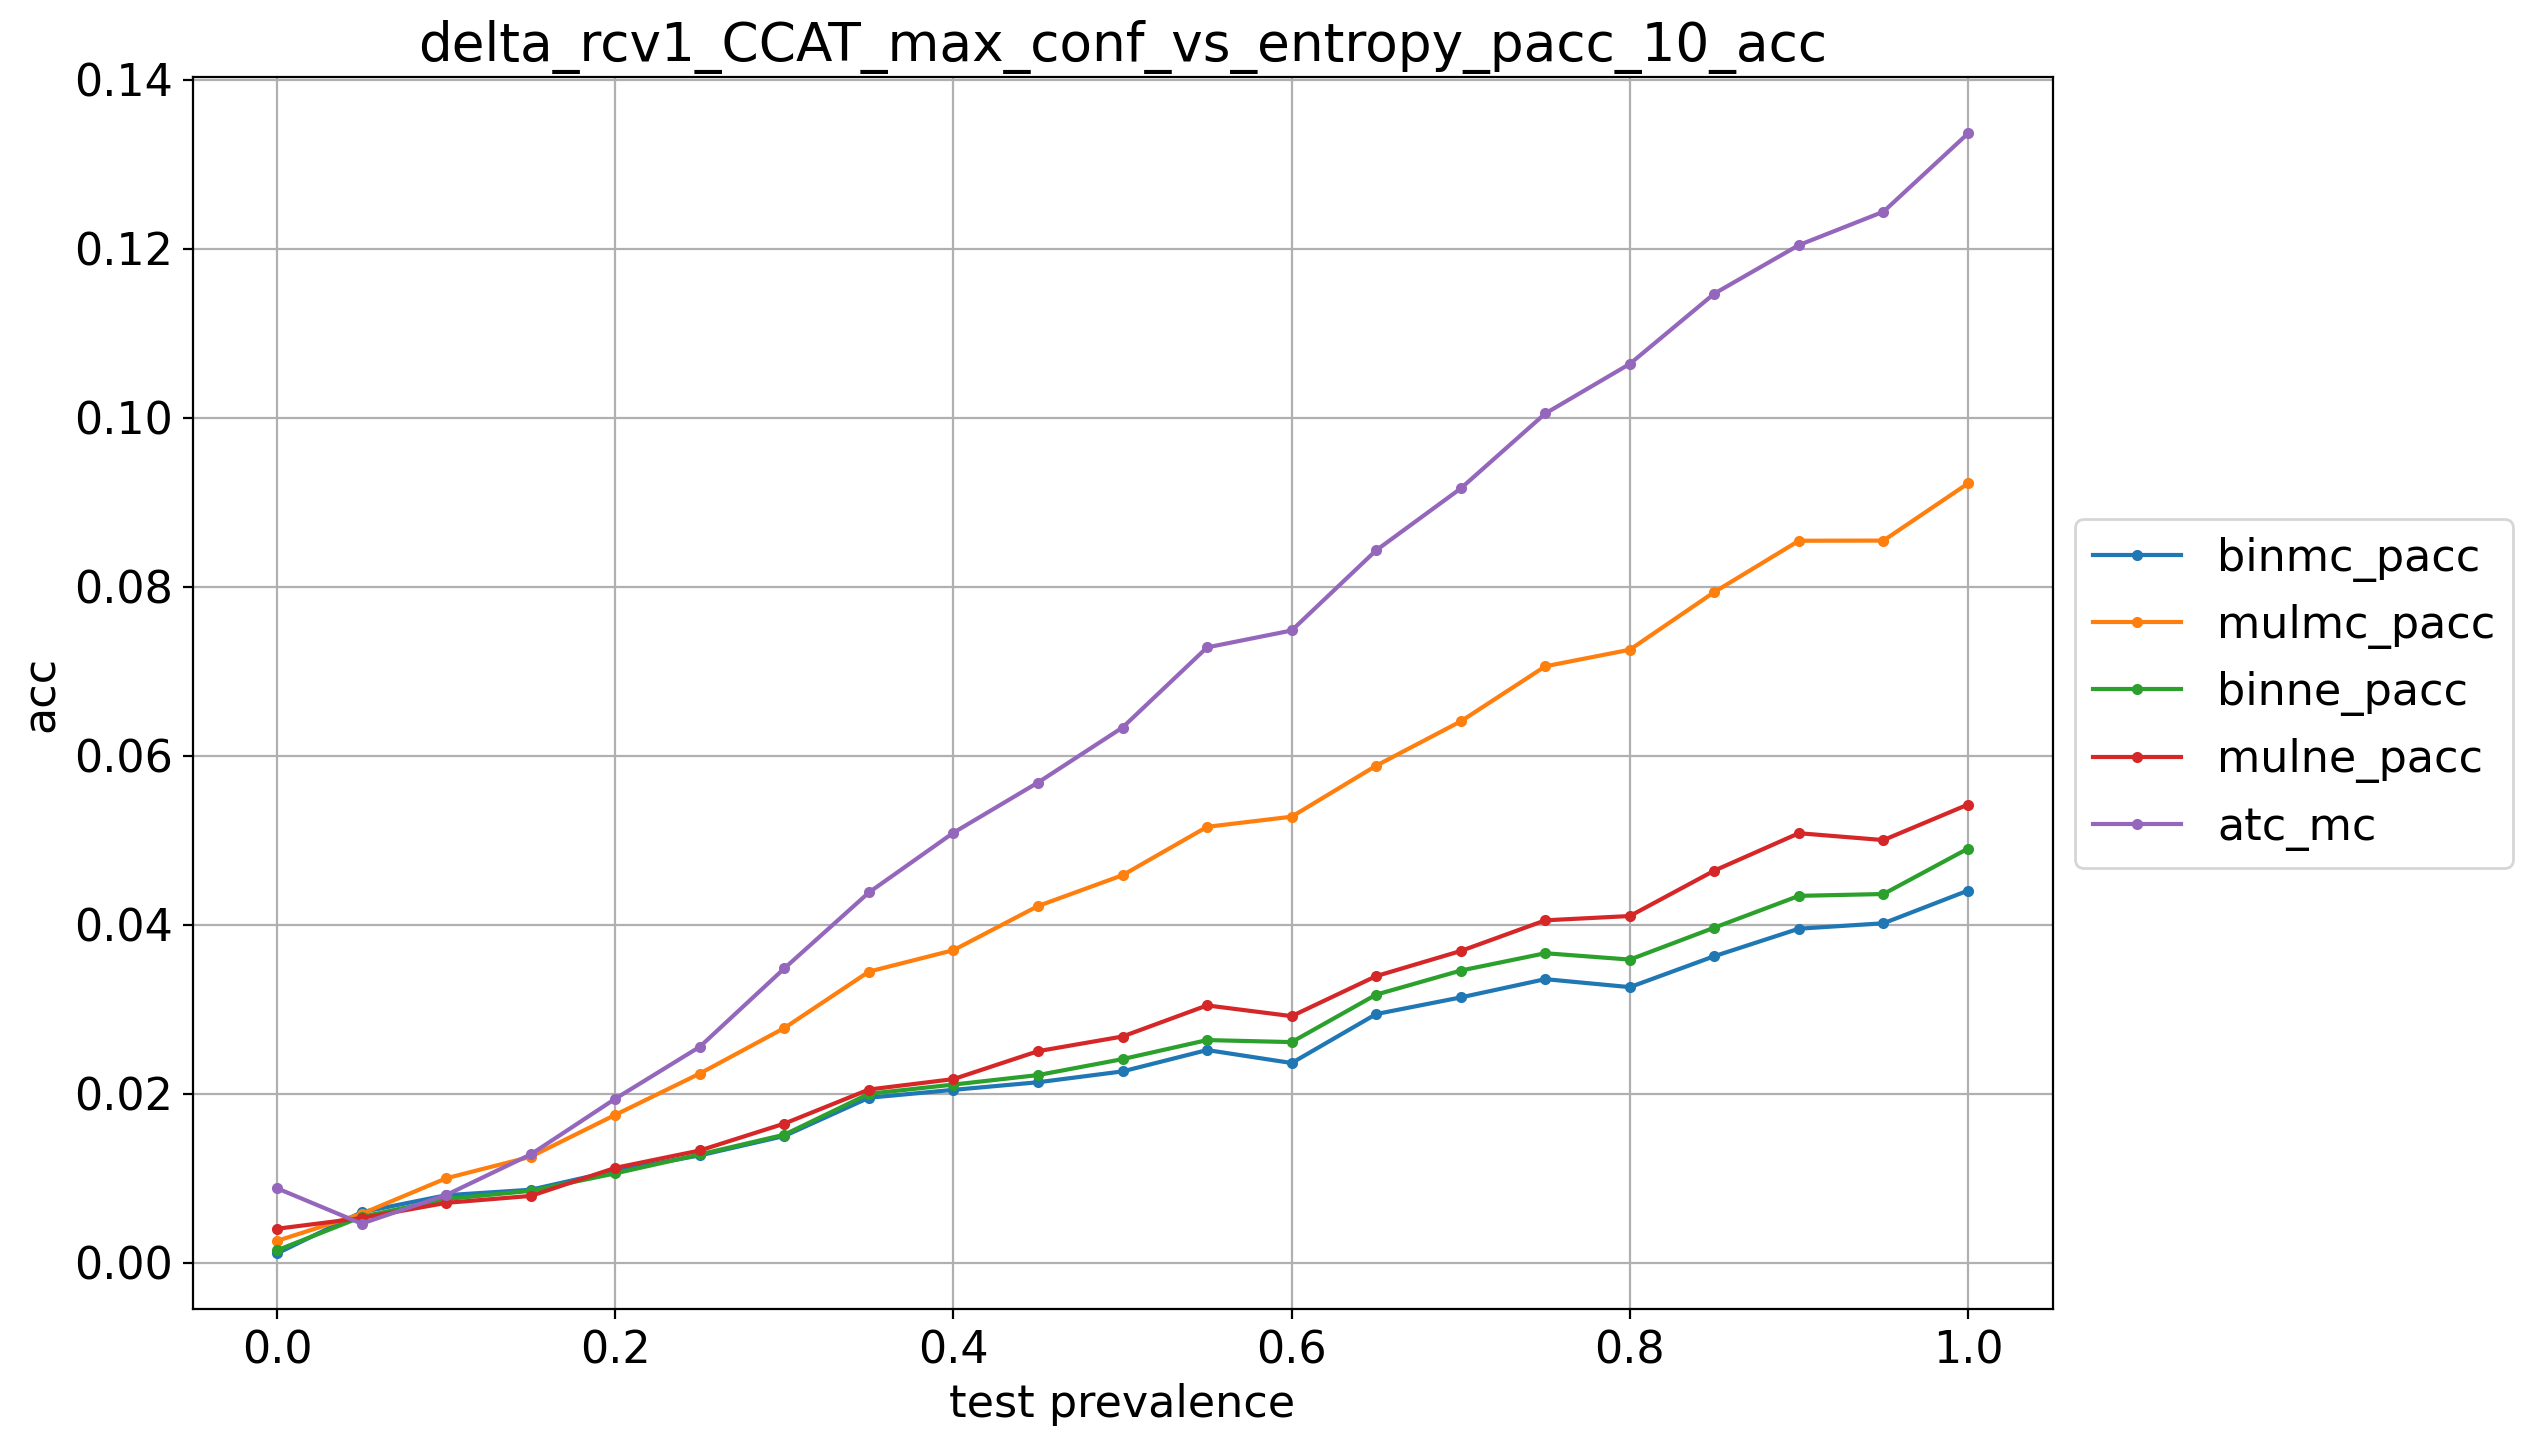 delta_rcv1_CCAT_max_conf_vs_entropy_pacc_10_acc
0.14
0.12
0.10
0.08
0.06
0.04
0.02
0.00
acc
0.0 0.2 0.4 0.6 0.8 1.0
test prevalence
binmc_pacc
mulmc_pacc
binne_pacc
mulne_pacc
atc_mc